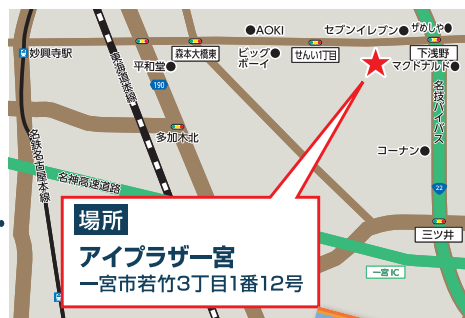 AOKI
セブンイレブン
ざめしや
妙興寺駅
森本大橋東
ビッグ
ボーイ
せんい1丁目
下浅野
平和堂
マクドナルド
東海道本線
190
名岐バイパス
多加木北
コーナン
名鉄名古屋本線
名神高速道路
22
場所
三ツ井
アイプラザ一宮
一宮市若竹3丁目1番12号
一宮IC